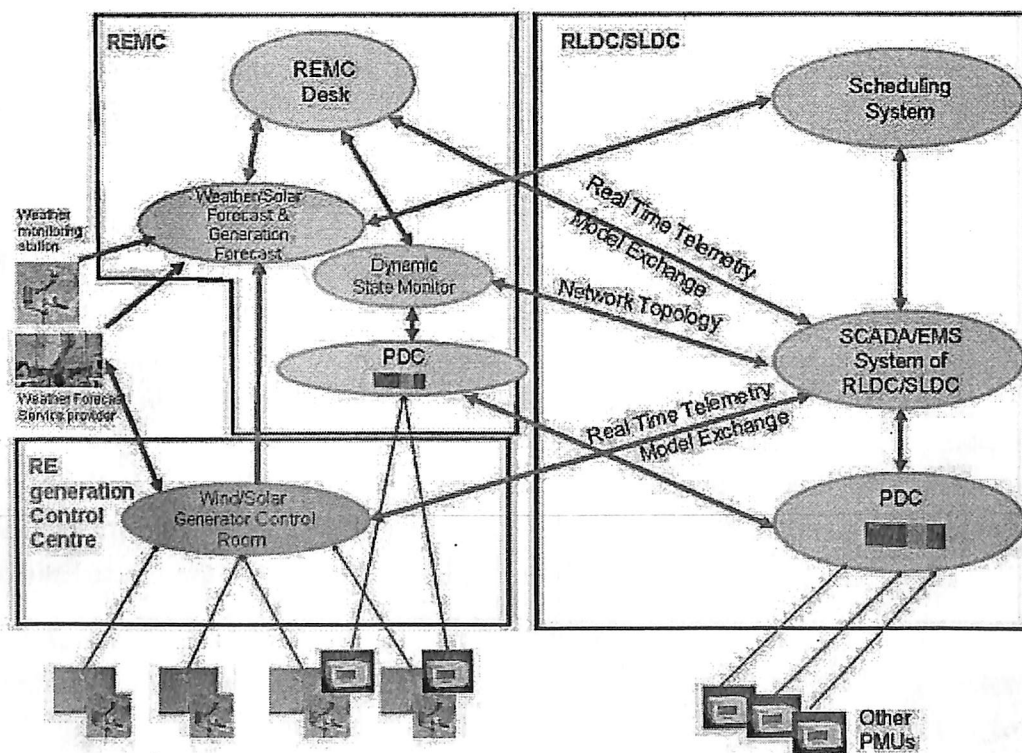 REMC
REMC
Desk
Weather/Solar
Forecast &
Generation
Forecast
Dynamic
State Monitor
PDC
Weather
monitoring
station
Weather Forecast
Service provider
RE
generation
Control
Centre
Wind/Solar
Generator Control
Room
RLDC/SLDC
Scheduling
System
Real Time Telemetry
Model Exchange
Network Topology
SCADA/EMS
System of
RLDC/SLDC
Real Time Telemetry
Model Exchange
PDC
Other
PMUs